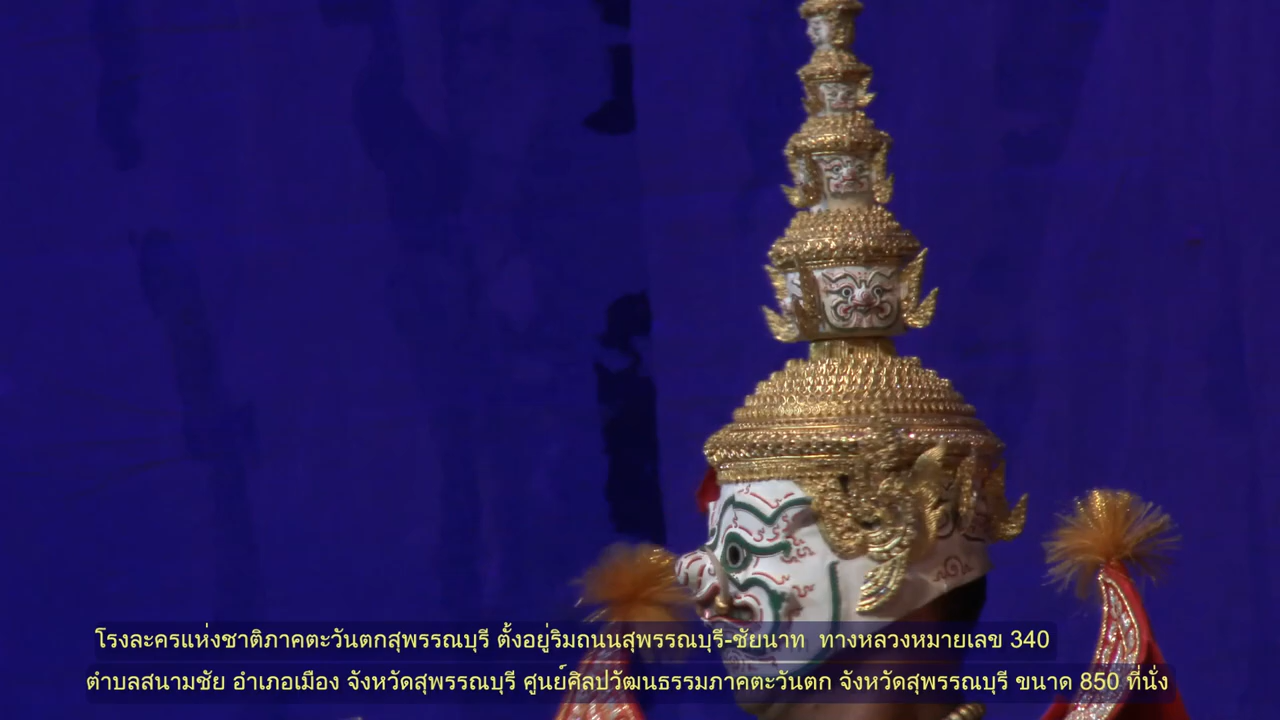 โรงละครแห่งชาติภาคตะวันตกสุพรรณบุรี ตั้งอยู่ริมถนนสุพรรณบุรี-ชัยนาท ทางหลวงหมายเลข 340
ตำบลสนามชัย อำเภอเมือง จังหวัดสุพรรณบุรี ศูนย์ศิลปวัฒนธรรมภาคตะวันตก จังหวัดสุพรรณบุรี ขนาด 850 ที่นั่ง